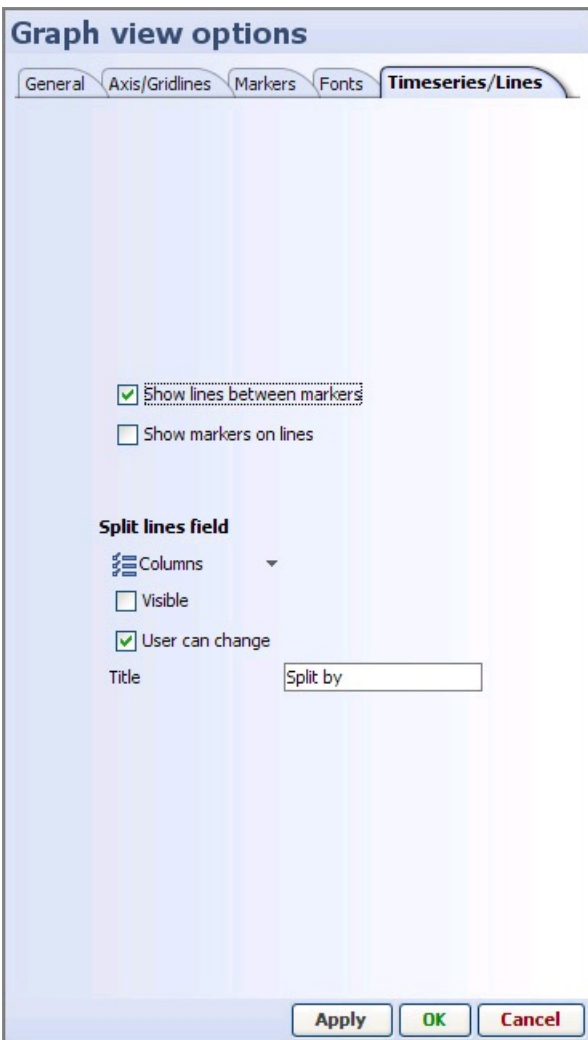 Graph view options
General Axis/Gridlines Markers Fonts Timeseries/Lines
Show lines between markers
Show markers on lines
Split lines field
Columns
Visible
User can change
Title Split by
Apply OK Cancel